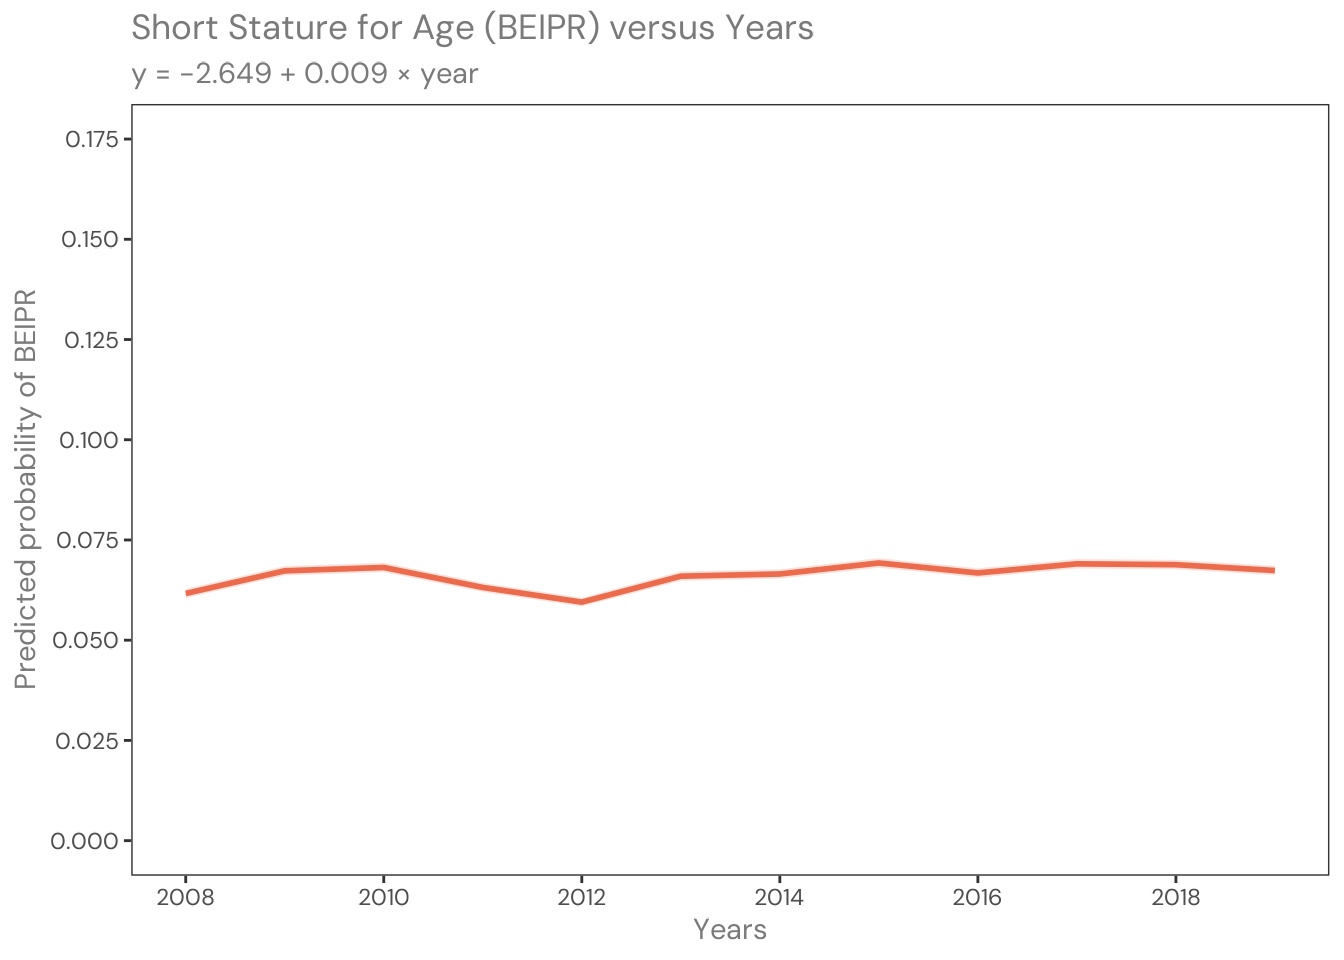 Short Stature for Age (BEIPR) versus Years
y = −2.649 + 0.009 × year
Predicted probability of BEIPR
0.175
0.150
0.125
0.100
0.075
0.050
0.025
0.000
2008 2010 2012 2014 2016 2018
Years